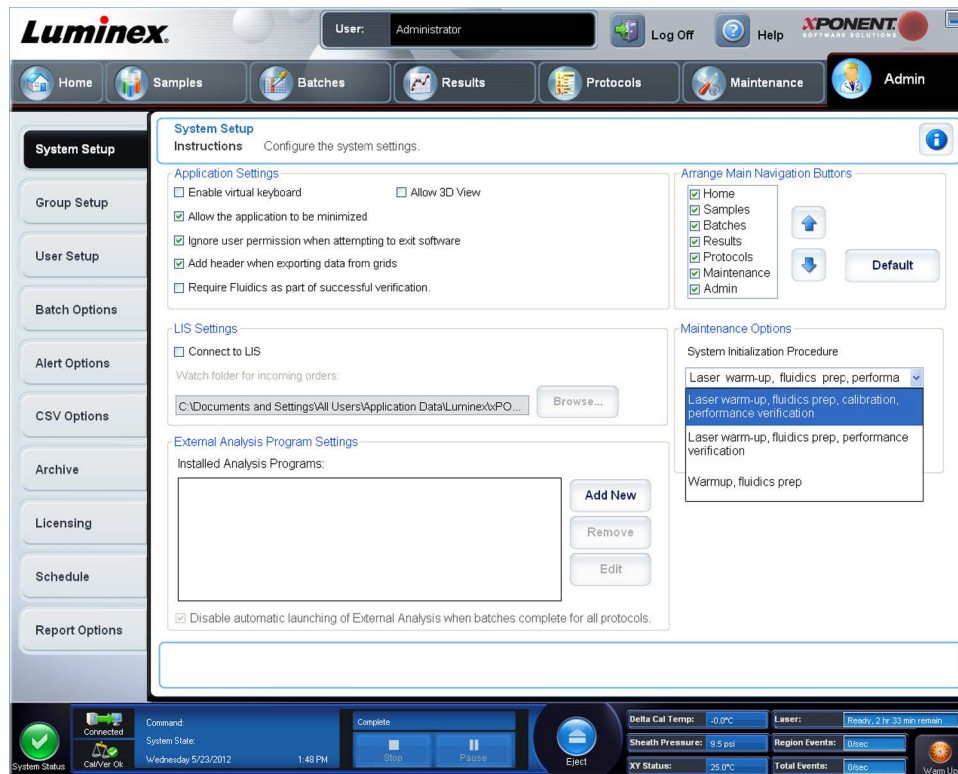 Luminex.
User:
Administrator
Log Off
Help
XPONENT.
SOFTWARE SOLUTIONS
Home
Samples
Batches
Results
Protocols
Maintenance
Admin
System Setup
Group Setup
User Setup
Batch Options
Alert Options
CSV Options
Archive
Licensing
Schedule
Report Options
System Setup
Instructions Configure the system settings.
Application Settings
Enable virtual keyboard
Allow 3D View
Allow the application to be minimized
Ignore user permission when attempting to exit software
Add header when exporting data from grids
Require Fluidics as part of successful verification.
Arrange Main Navigation Buttons
Home
Samples
Batches
Results
Protocols
Maintenance
Admin
Default
LIS Settings
Connect to LIS
Watch folder for incoming orders:
C:\Documents and Settings\All Users\Application Data\Luminex\xPO...
Browse...
Maintenance Options
System Initialization Procedure
Laser warm-up, fluidics prep, performa
Laser warm-up, fluidics prep, calibration,
performance verification
Laser warm-up, fluidics prep, performance
verification
Warmup, fluidics prep
External Analysis Program Settings
Installed Analysis Programs:
Add New
Remove
Edit
Disable automatic launching of External Analysis when batches complete for all protocols.
System Status
Connected
Cal/Ver Ok
Command:
System State:
Wednesday 5/23/2012 1:48 PM
Complete
Stop
Pause
Eject
Delta Cal Temp: -0.0°C
Laser: Ready, 2 hr 33 min remain
Sheath Pressure: 9.5 psi
Region Events: 0/sec
XY Status: 25.0°C
Total Events: 0/sec
Warm Up